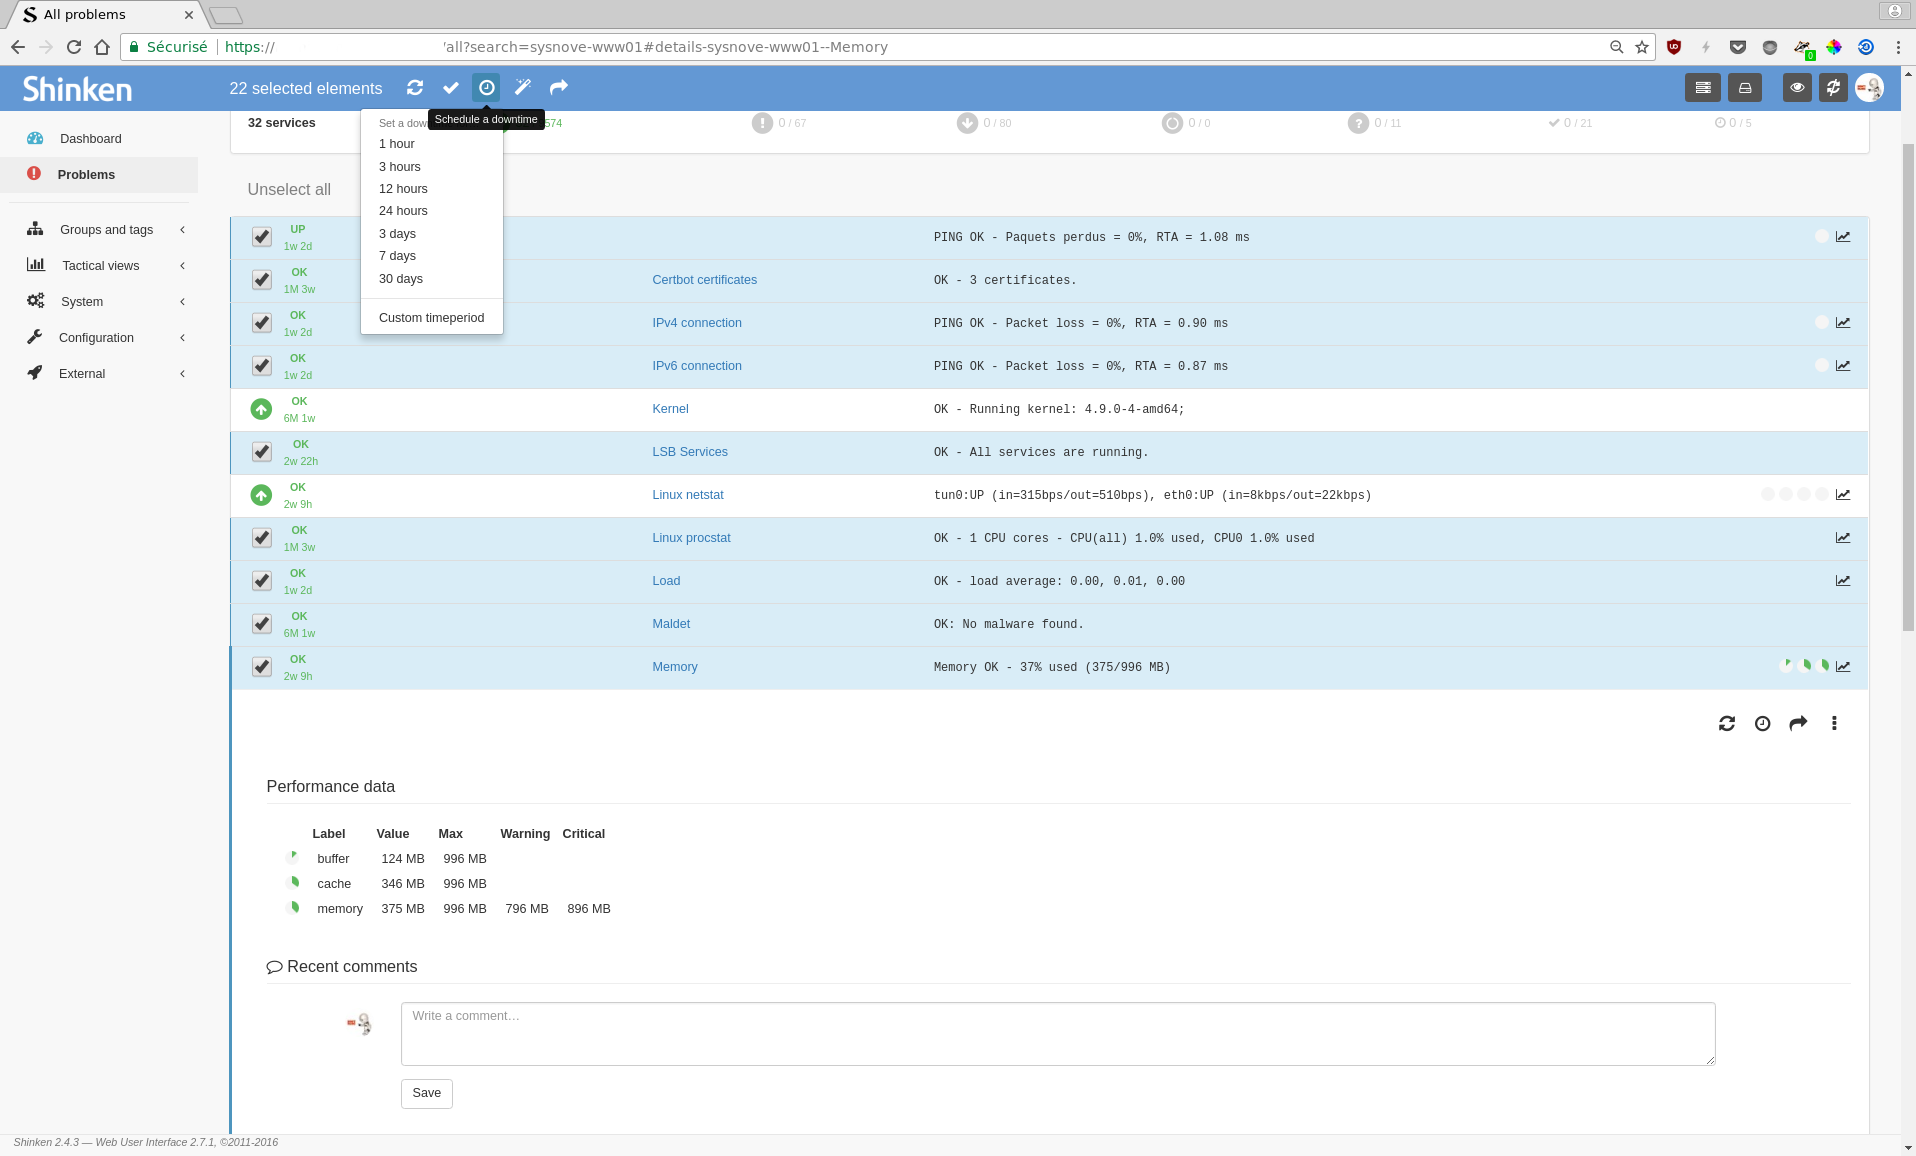 All problems
Sécurisé https:// /all?search=sysnove-www01#details-sysnove-www01--Memory
0
Shinken 22 selected elements
Schedule a downtime
Set a dow
32 services 574 0 / 67 0 / 80 0 / 0 0 / 11 0 / 21 0 / 5
Dashboard
Problems
Groups and tags
Tactical views
System
Configuration
External
1 hour
3 hours
12 hours
24 hours
3 days
7 days
30 days
Custom timeperiod
Unselect all
UP
1w 2d PING OK - Paquets perdus = 0%, RTA = 1.08 ms
OK
1M 3w Certbot certificates OK - 3 certificates.
OK
1w 2d IPv4 connection PING OK - Packet loss = 0%, RTA = 0.90 ms
OK
1w 2d IPv6 connection PING OK - Packet loss = 0%, RTA = 0.87 ms
OK
6M 1w Kernel OK - Running kernel: 4.9.0-4-amd64;
OK
2w 22h LSB Services OK - All services are running.
OK
2w 9h Linux netstat tun0:UP (in=315bps/out=510bps), eth0:UP (in=8kbps/out=22kbps)
OK
1M 3w Linux procstat OK - 1 CPU cores - CPU(all) 1.0% used, CPU0 1.0% used
OK
1w 2d Load OK - load average: 0.00, 0.01, 0.00
OK
6M 1w Maldet OK: No malware found.
OK
2w 9h Memory Memory OK - 37% used (375/996 MB)
Performance data
Label Value Max Warning Critical
buffer 124 MB 996 MB
cache 346 MB 996 MB
memory 375 MB 996 MB 796 MB 896 MB
Recent comments
Write a comment…
Save
Shinken 2.4.3 — Web User Interface 2.7.1, ©2011-2016